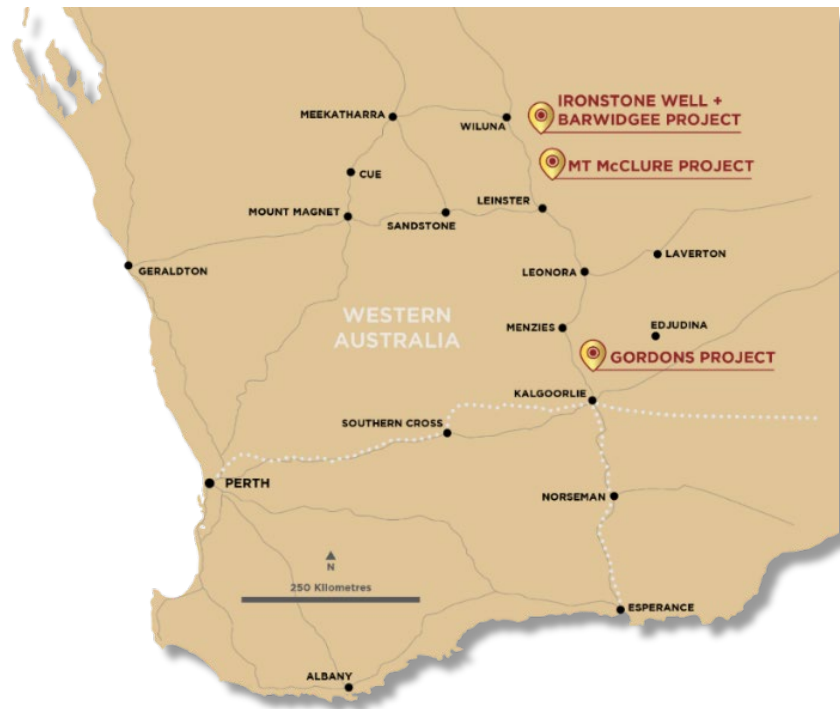 IRONSTONE WELL +
BARWIDGEE PROJECT
MEEKATHARRA
WILUNA
MT McCLURE PROJECT
CUE
LEINSTER
MOUNT MAGNET
SANDSTONE
LAVERTON
GERALDTON
LEONORA
WESTERN
AUSTRALIA
MENZIES
EDJUDINA
GORDONS PROJECT
KALGOORLIE
SOUTHERN CROSS
PERTH
NORSEMAN
N
250 Kilometres
ESPERANCE
ALBANY